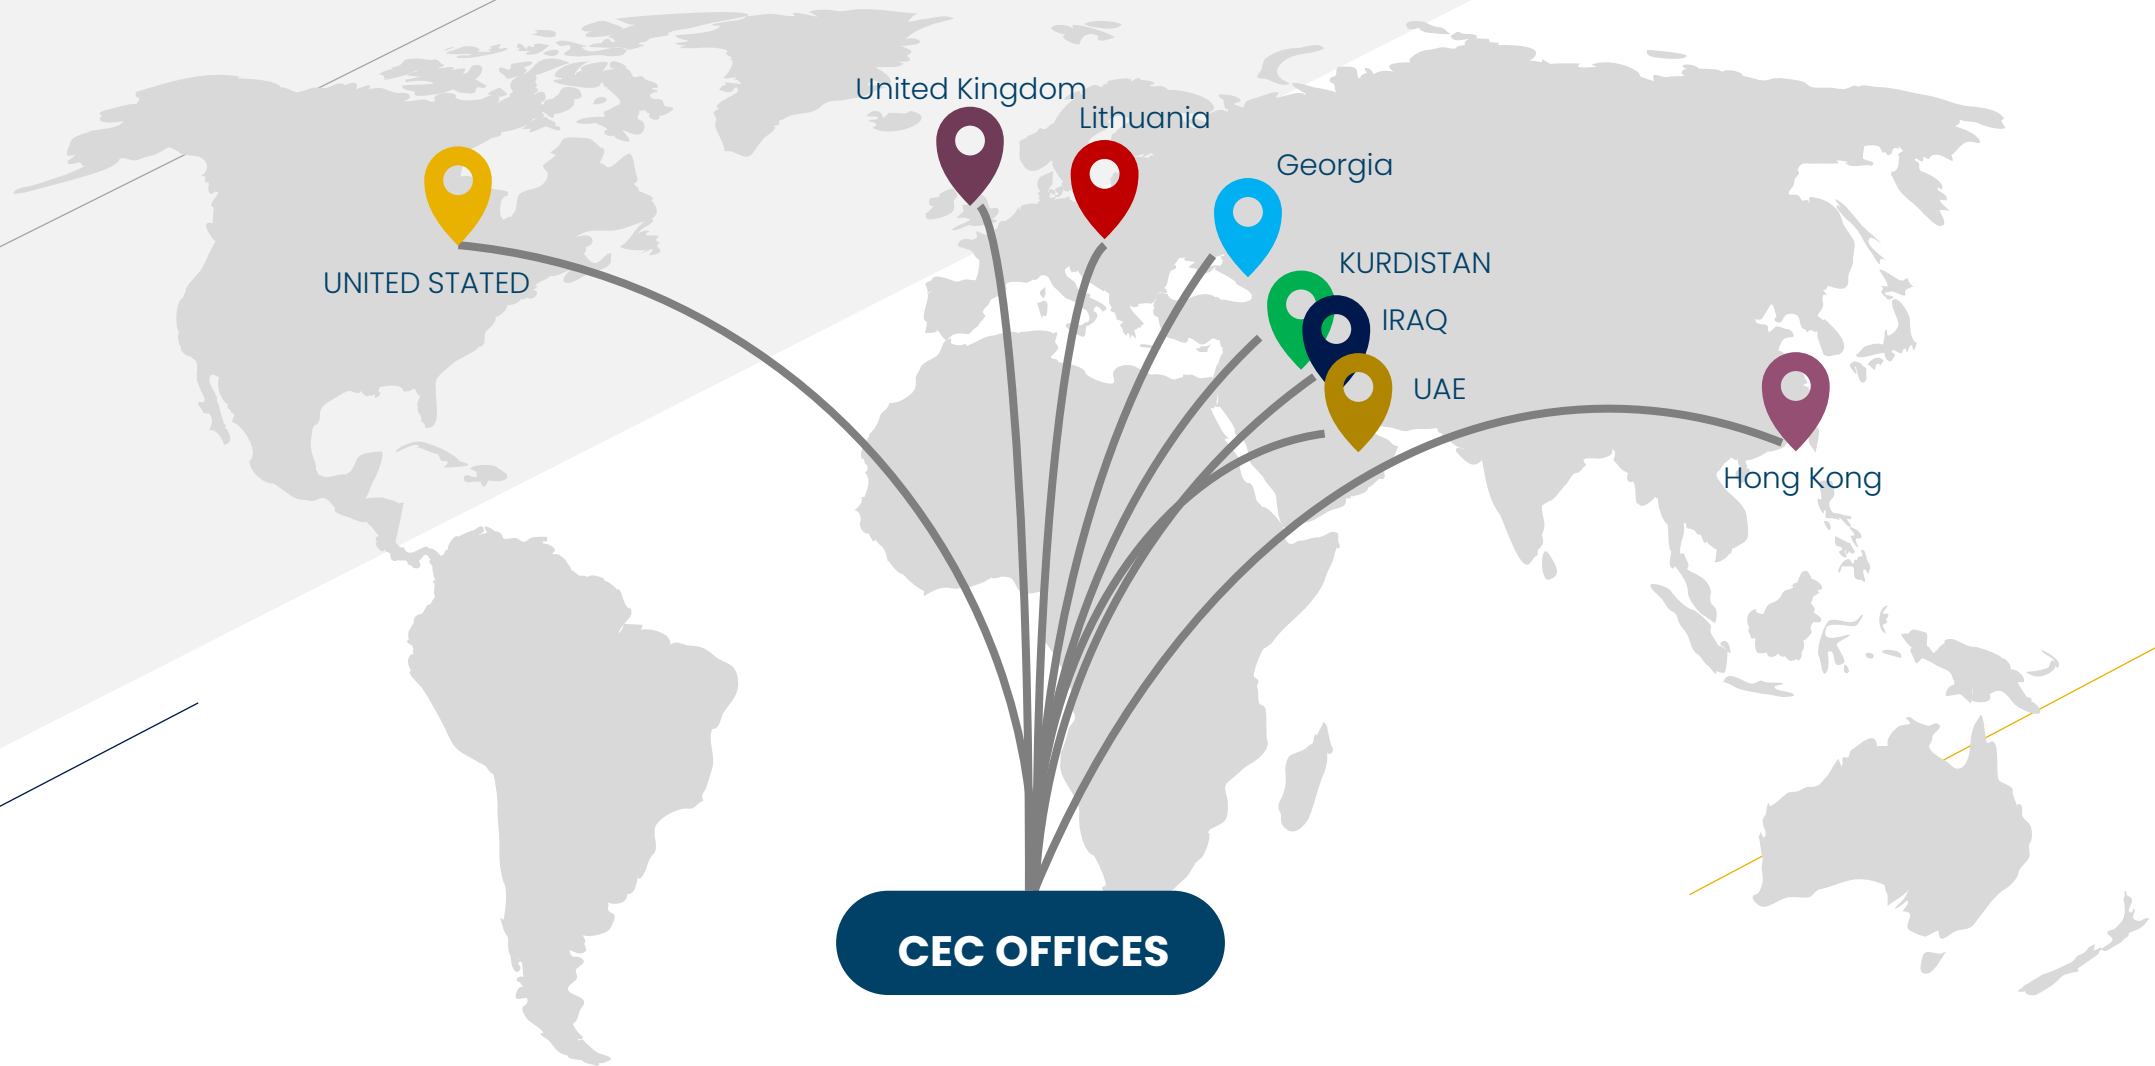 United Kingdom
Lithuania
Georgia
KURDISTAN
UNITED STATED
IRAQ
UAE
Hong Kong
CEC OFFICES